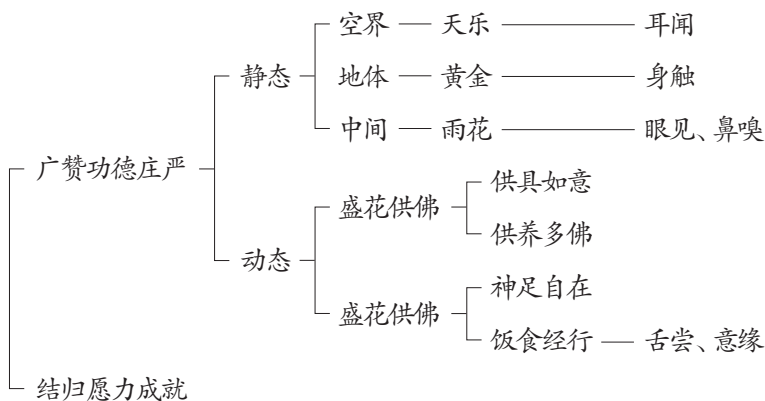 空界 天乐 耳闻
静态 地体 黄金 身触
中间 雨花 眼见、鼻嗅
广赞功德庄严
供具如意
盛花供佛
供养多佛
动态
神足自在
盛花供佛
饭食经行 舌尝、意缘
结归愿力成就